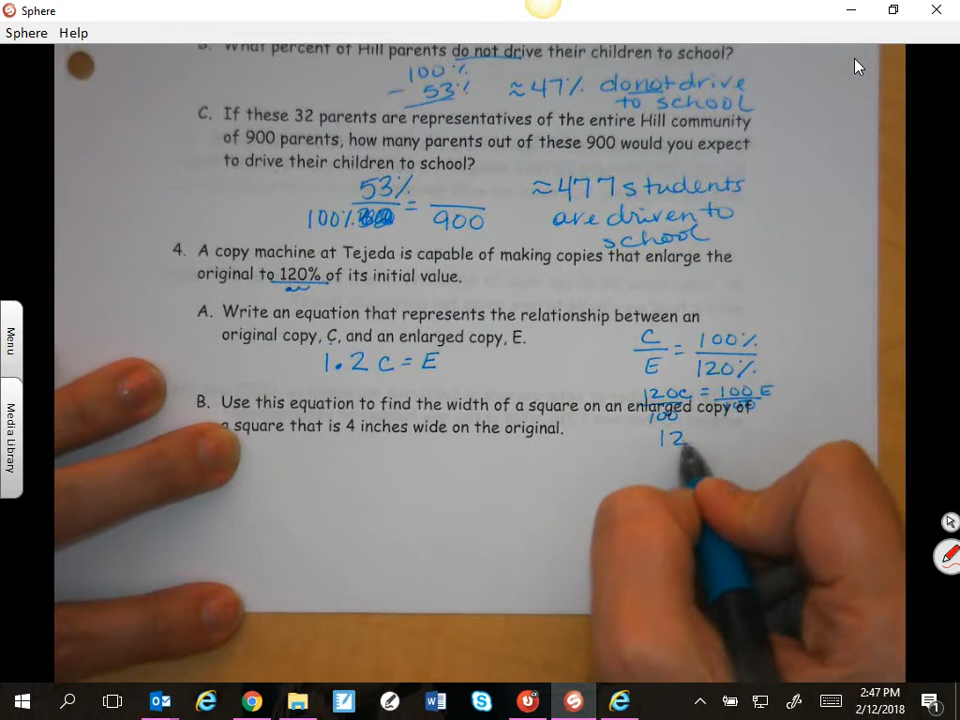 Sphere
Sphere Help
B. What percent of Hill parents do not drive their children to school?
100%
- 53%
≈47% do not drive
to school
C. If these 32 parents are representatives of the entire Hill community
of 900 parents, how many parents out of these 900 would you expect
to drive their children to school?
53%
100% = 900
≈477 students
are driven to
school
4. A copy machine at Tejeda is capable of making copies that enlarge the
original to 120% of its initial value.
A. Write an equation that represents the relationship between an
original copy, C, and an enlarged copy, E.
1.2 C = E
C = 100%
E 120%
120C = 100 E
100 100
12
B. Use this equation to find the width of a square on an enlarged copy of
a square that is 4 inches wide on the original.
Menu
Media Library
2:47 PM
2/12/2018
1